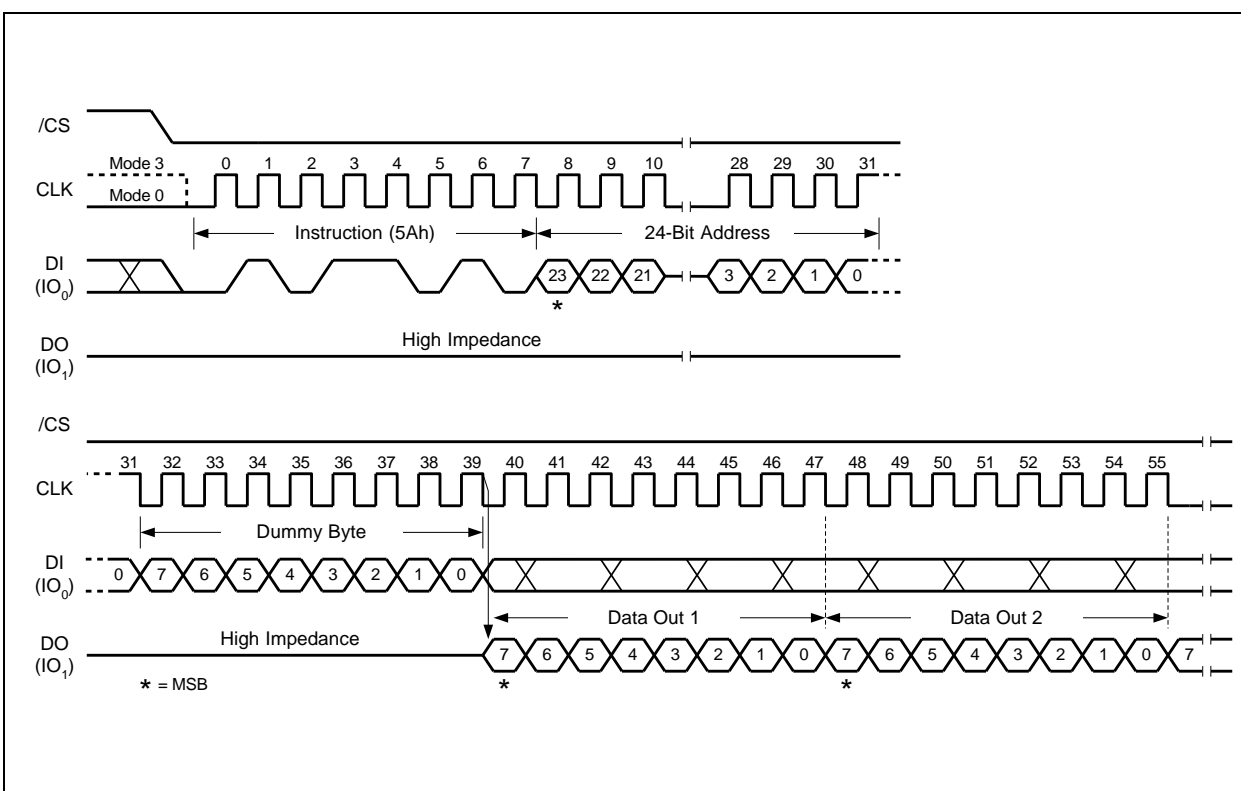 /CS
Mode 3 0 1 2 3 4 5 6 7 8 9 10 28 29 30 31
CLK Mode 0
Instruction (5Ah) 24-Bit Address
DI
(IO0) 23 22 21 3 2 1 0
*
High Impedance
DO
(IO1)
/CS
31 32 33 34 35 36 37 38 39 40 41 42 43 44 45 46 47 48 49 50 51 52 53 54 55
CLK
Dummy Byte
DI
(IO0) 0 7 6 5 4 3 2 1 0
Data Out 1 Data Out 2
High Impedance
DO
(IO1) 7 6 5 4 3 2 1 0 7 6 5 4 3 2 1 0 7
* = MSB * *